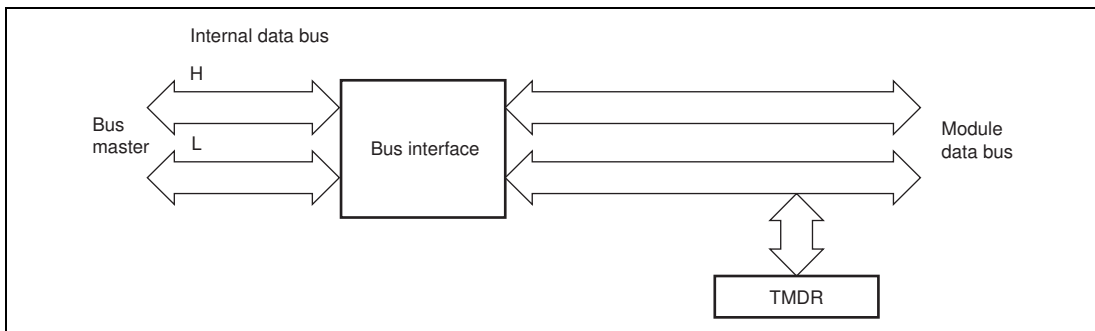 Internal data bus
H
Bus
master
L
Bus interface
Module
data bus
TMDR